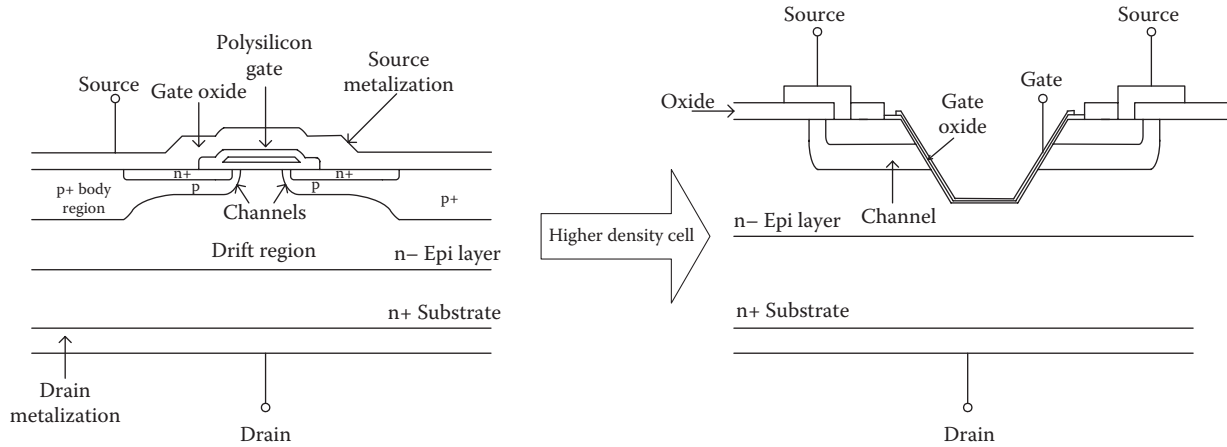 Source
Gate oxide
Polysilicon
gate
Source
metalization
n+
n+
p
p
p+ body
region
Channels
p+
Drift region
n− Epi layer
n+ Substrate
Drain
metalization
Drain
Higher density cell
Source
Source
Gate
Oxide
Gate
oxide
Channel
n− Epi layer
n+ Substrate
Drain